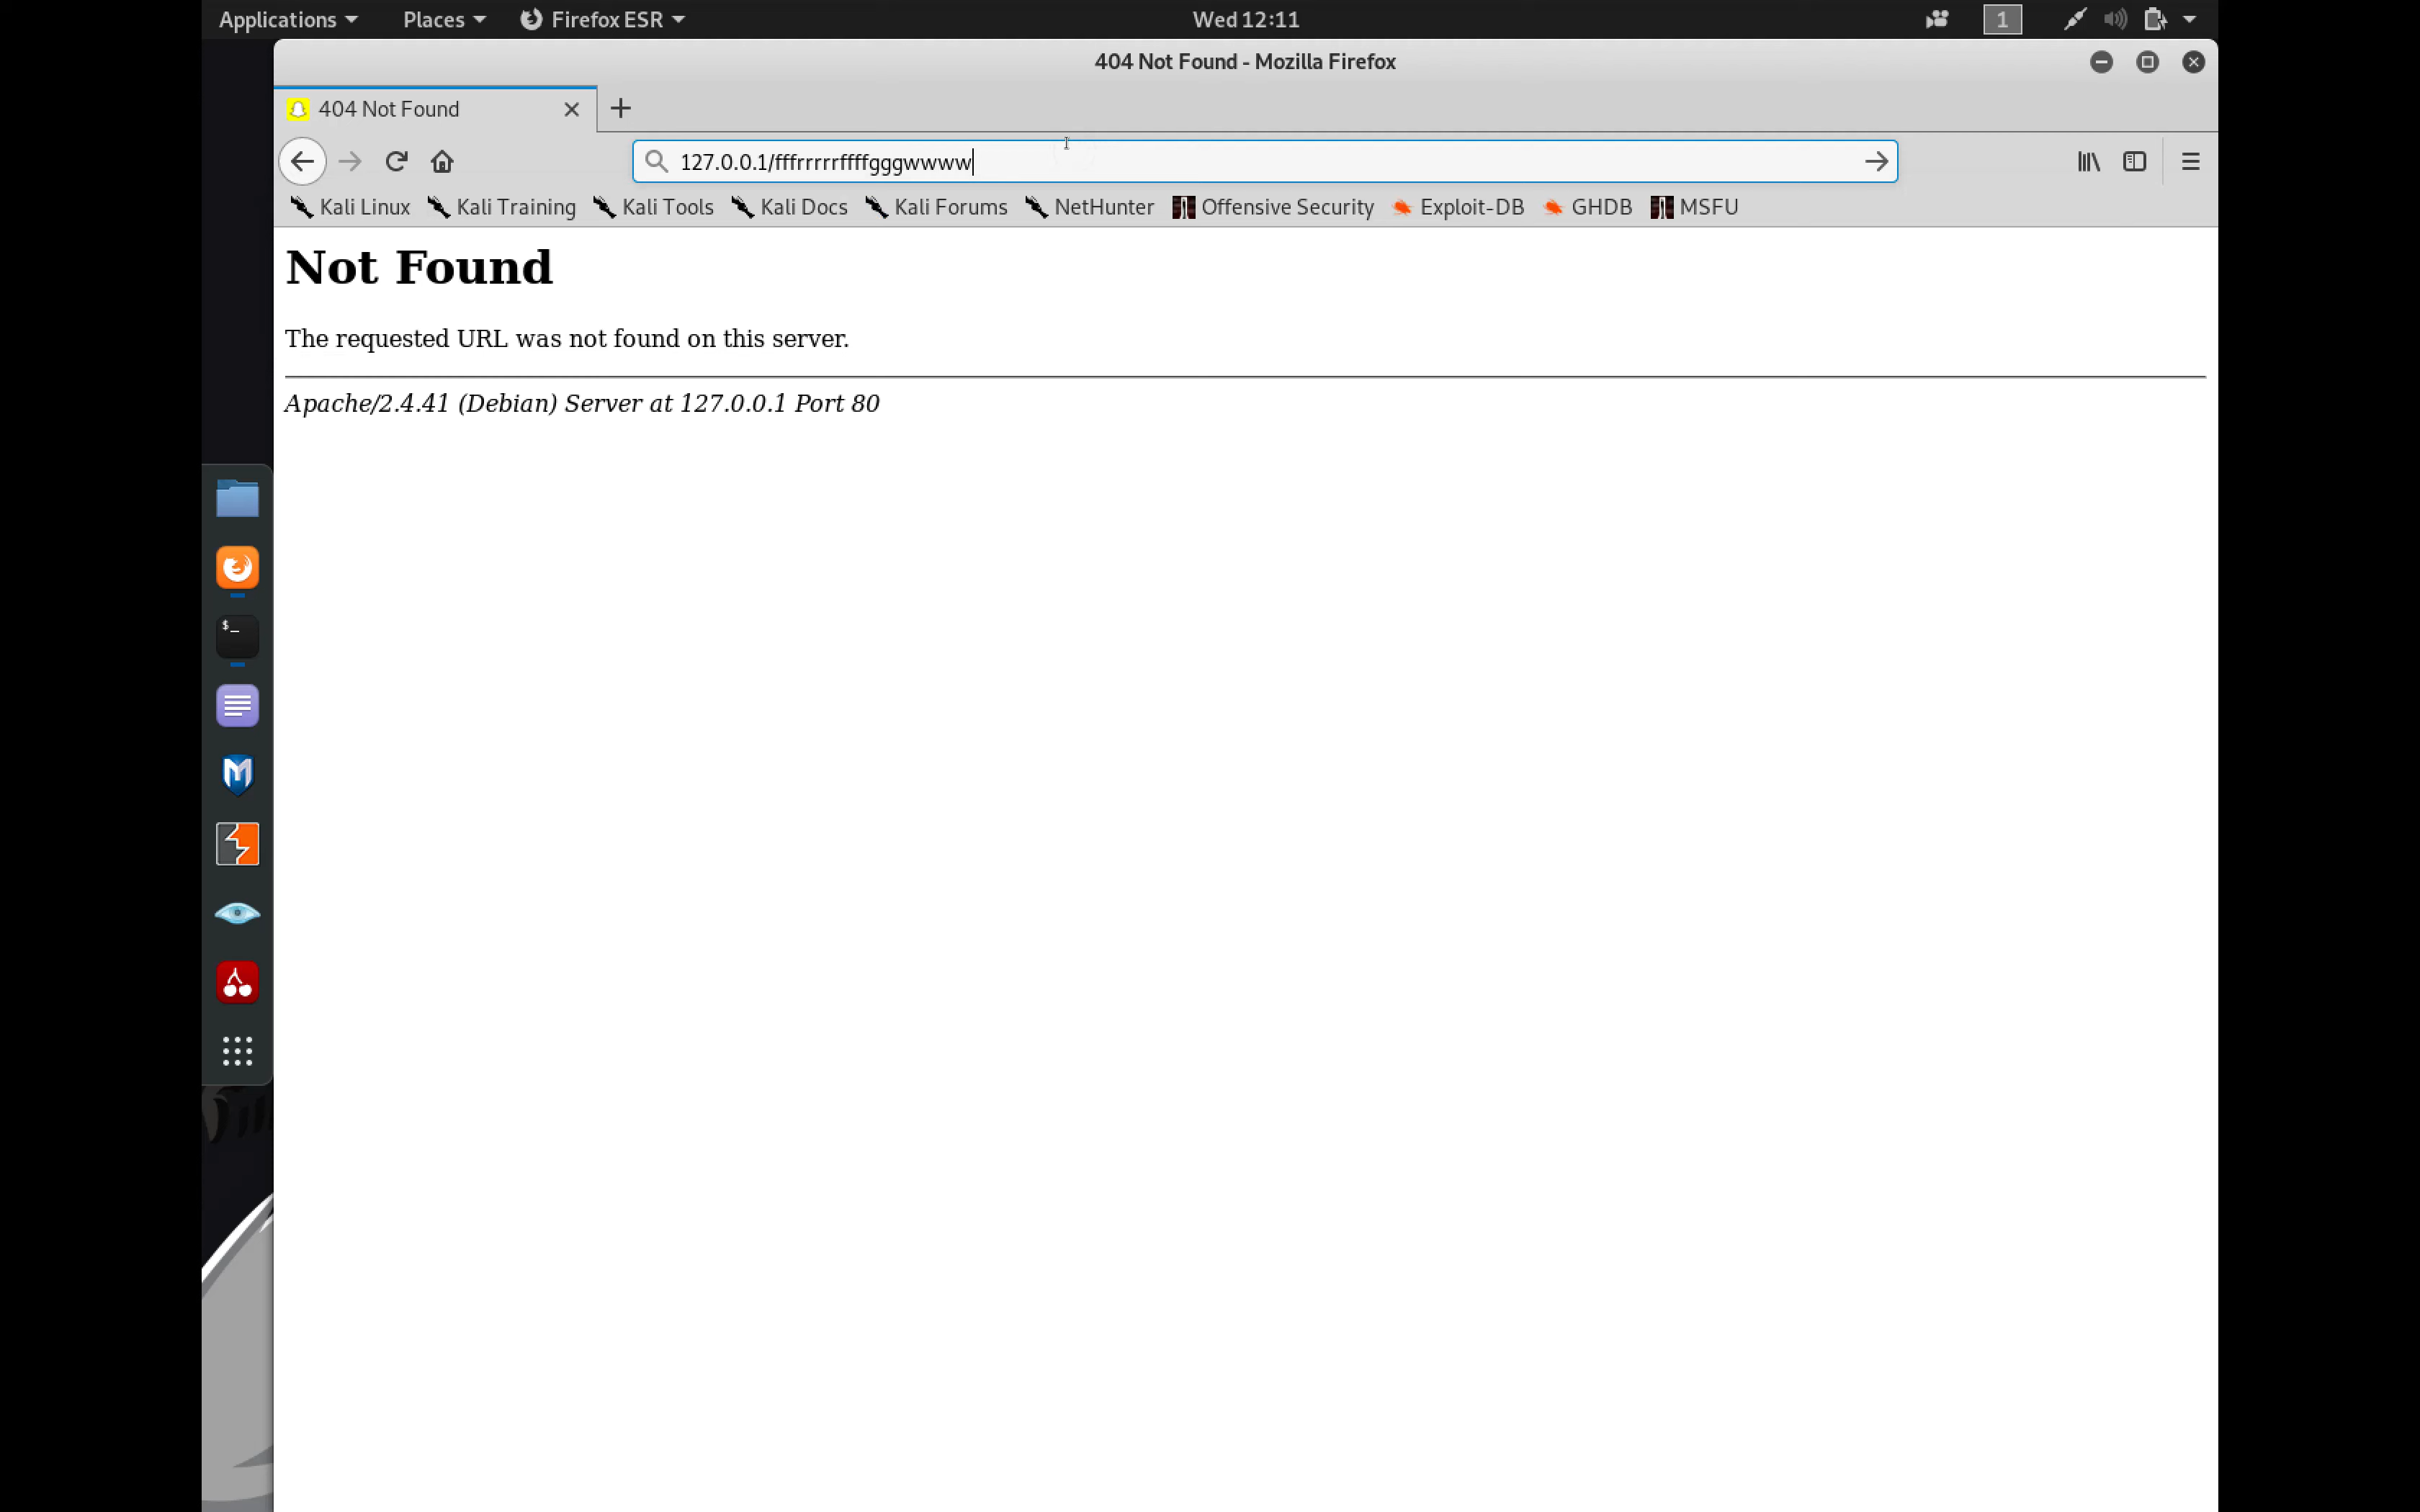 Applications Places Firefox ESR Wed 12:11 1
404 Not Found - Mozilla Firefox
404 Not Found
127.0.0.1/fffrrrrrffffgggwwww
Kali Linux Kali Training Kali Tools Kali Docs Kali Forums NetHunter Offensive Security Exploit-DB GHDB MSFU
Not Found
The requested URL was not found on this server.
Apache/2.4.41 (Debian) Server at 127.0.0.1 Port 80
$_